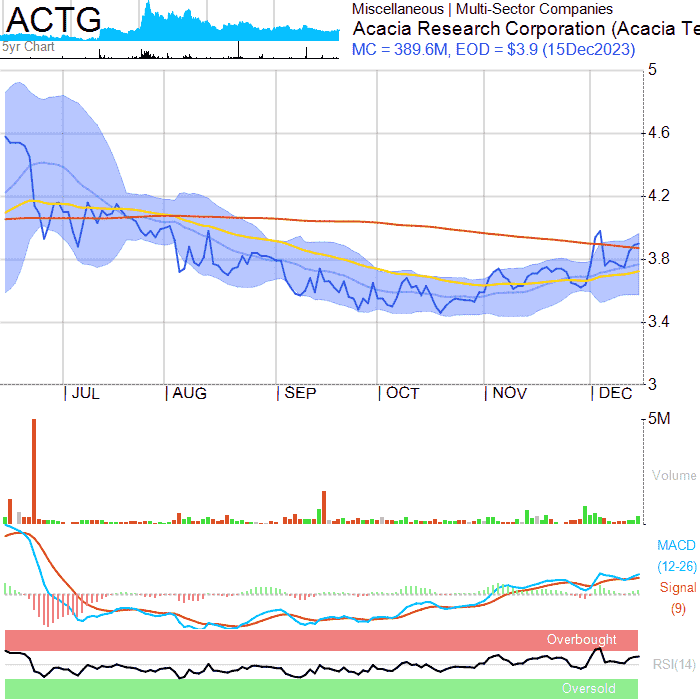 ACTG
5yr Chart
Miscellaneous | Multi-Sector Companies
Acacia Research Corporation (Acacia Te
MC = 389.6M, EOD = $3.9 (15Dec2023)
5
4.6
4.2
3.8
3.4
3
JUL AUG SEP OCT NOV DEC
5M
Volume
MACD
(12-26)
Signal
(9)
Overbought
RSI(14)
Oversold